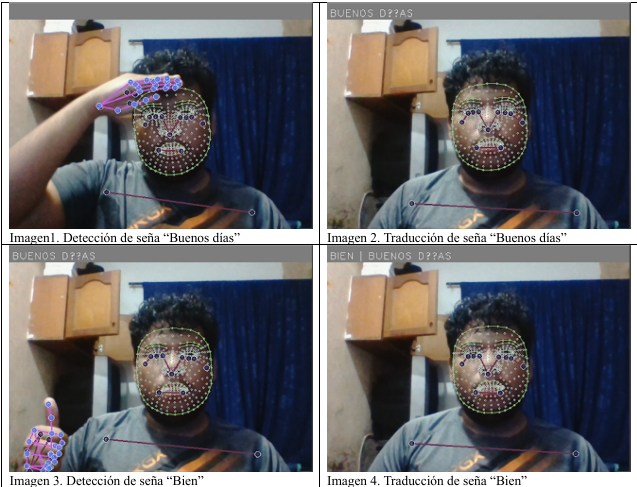 BUENOS D??AS
Imagen1. Detección de seña “Buenos días”
Imagen 2. Traducción de seña “Buenos días”
BUENOS D??AS
BIEN | BUENOS D??AS
Imagen 3. Detección de seña “Bien”
Imagen 4. Traducción de seña “Bien”